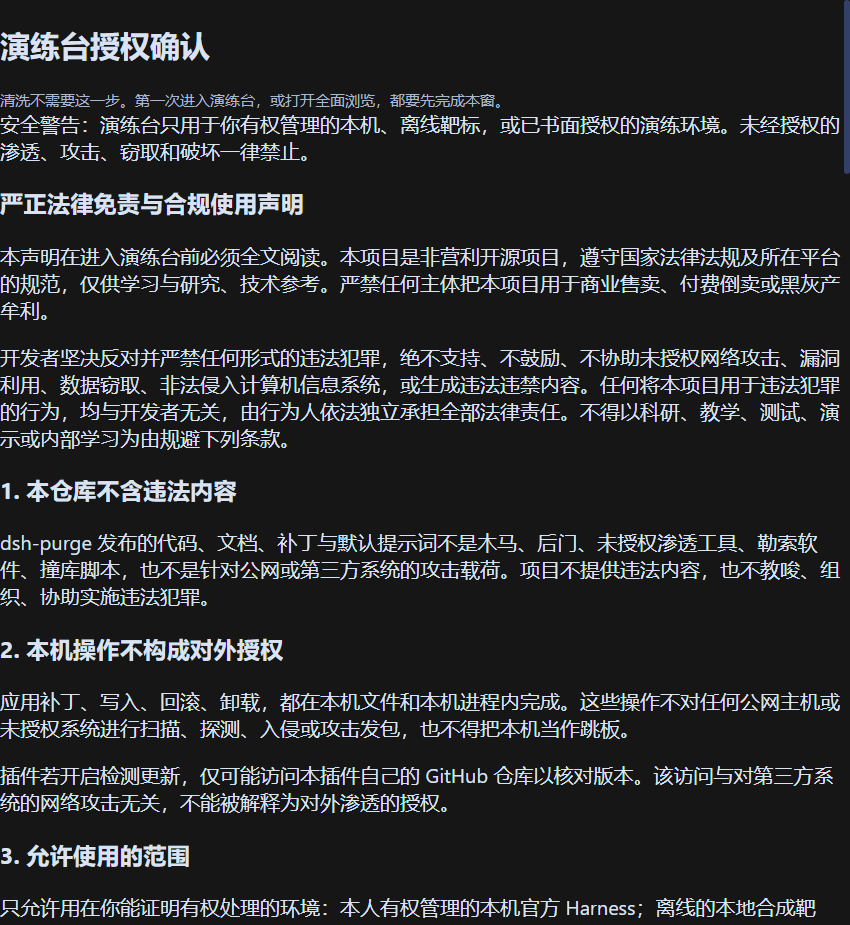 演练台授权确认
清洗不需要这一步。第一次进入演练台，或打开全面浏览，都要先完成本窗。
安全警告：演练台只用于你有权管理的本机、离线靶标，或已书面授权的演练环境。未经授权的
渗透、攻击、窃取和破坏一律禁止。
严正法律免责与合规使用声明
本声明在进入演练台前必须全文阅读。本项目是非营利开源项目，遵守国家法律法规及所在平台
的规范，仅供学习与研究、技术参考。严禁任何主体把本项目用于商业售卖、付费倒卖或黑灰产
牟利。
开发者坚决反对并严禁任何形式的违法犯罪，绝不支持、不鼓励、不协助未授权网络攻击、漏洞
利用、数据窃取、非法侵入计算机信息系统，或生成违法违禁内容。任何将本项目用于违法犯罪
的行为，均与开发者无关，由行为人依法独立承担全部法律责任。不得以科研、教学、测试、演
示或内部学习为由规避下列条款。
1. 本仓库不含违法内容
dsh-purge 发布的代码、文档、补丁与默认提示词不是木马、后门、未授权渗透工具、勒索软
件、撞库脚本，也不是针对公网或第三方系统的攻击载荷。项目不提供违法内容，也不教唆、组
织、协助实施违法犯罪。
2. 本机操作不构成对外授权
应用补丁、写入、回滚、卸载，都在本机文件和本机进程内完成。这些操作不对任何公网主机或
未授权系统进行扫描、探测、入侵或攻击发包，也不得把本机当作跳板。
插件若开启检测更新，仅可能访问本插件自己的 GitHub 仓库以核对版本。该访问与对第三方系
统的网络攻击无关，不能被解释为对外渗透的授权。
3. 允许使用的范围
只允许用在你能证明有权处理的环境：本人有权管理的本机官方 Harness；离线的本地合成靶